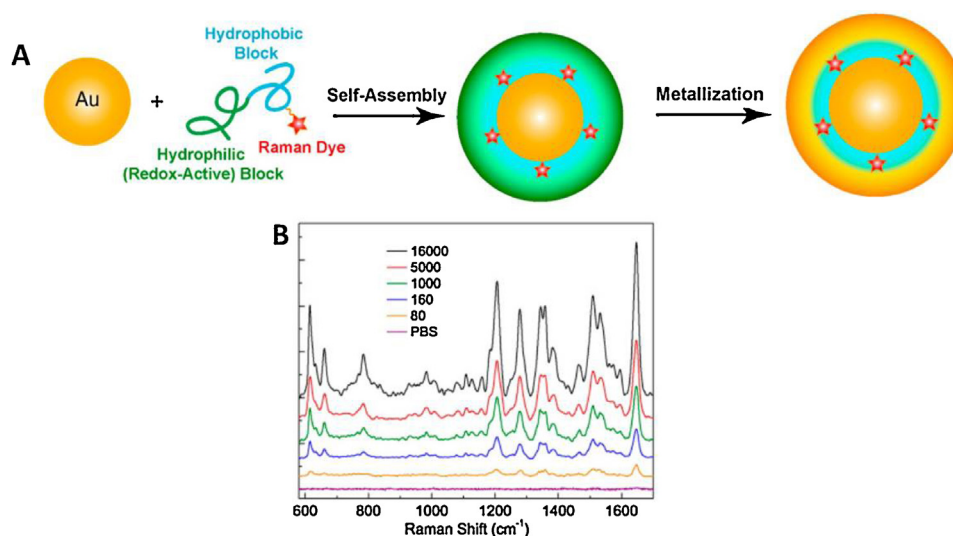 A
Au
+
Hydrophobic
Block
Hydrophilic
(Redox-Active) Block
Raman Dye
Self-Assembly
Metallization
B
16000
5000
1000
160
80
PBS
600 800 1000 1200 1400 1600
Raman Shift (cm⁻¹)